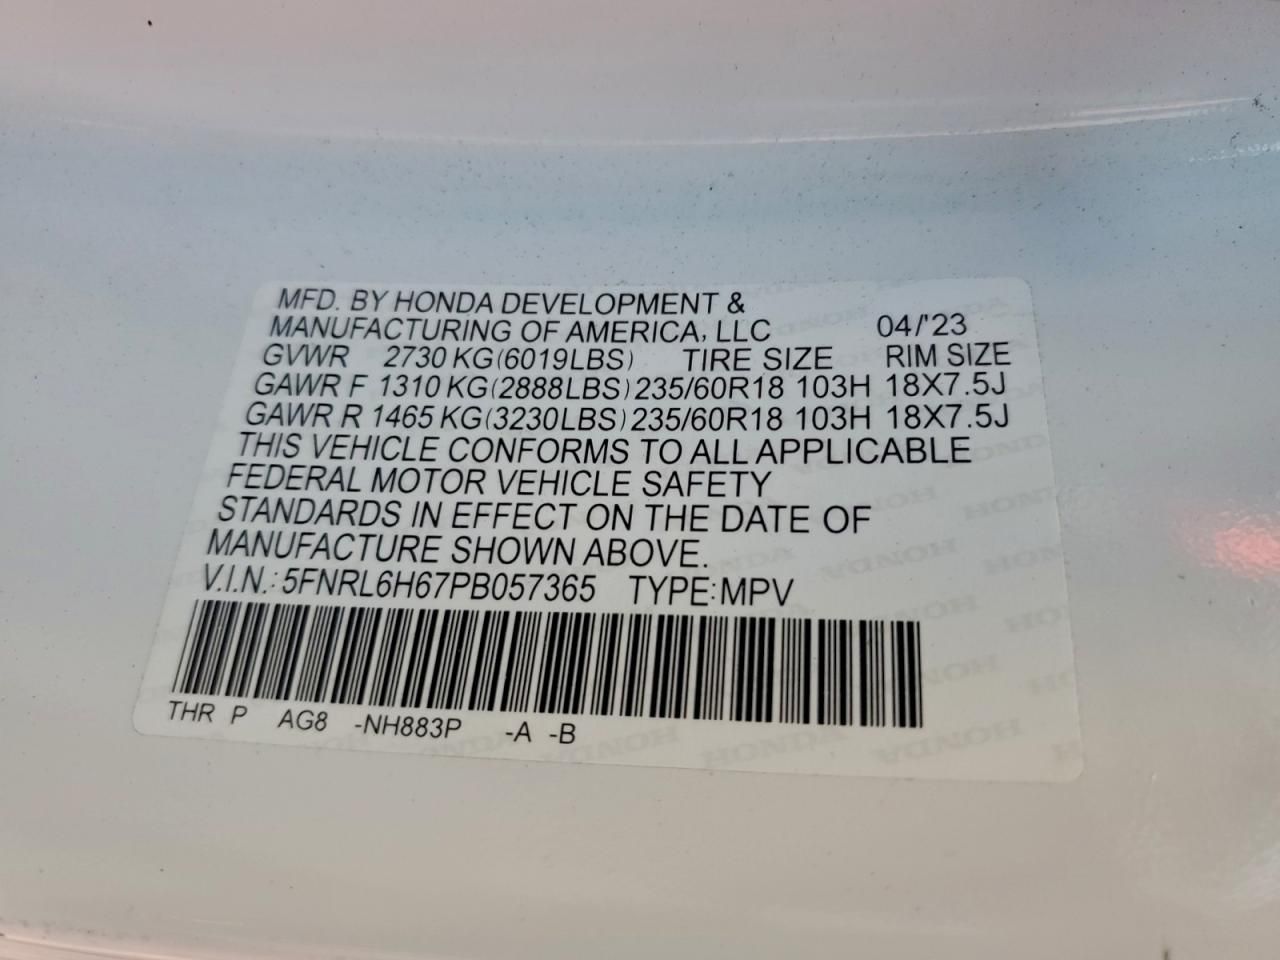 MFD. BY HONDA DEVELOPMENT &
MANUFACTURING OF AMERICA, LLC 04/'23
GVWR 2730 KG(6019LBS) TIRE SIZE RIM SIZE
GAWR F 1310 KG(2888LBS) 235/60R18 103H 18X7.5J
GAWR R 1465 KG(3230LBS) 235/60R18 103H 18X7.5J
THIS VEHICLE CONFORMS TO ALL APPLICABLE
FEDERAL MOTOR VEHICLE SAFETY
STANDARDS IN EFFECT ON THE DATE OF
MANUFACTURE SHOWN ABOVE.
V.I.N.: 5FNRL6H67PB057365 TYPE: MPV
THR P AG8 -NH883P -A -B